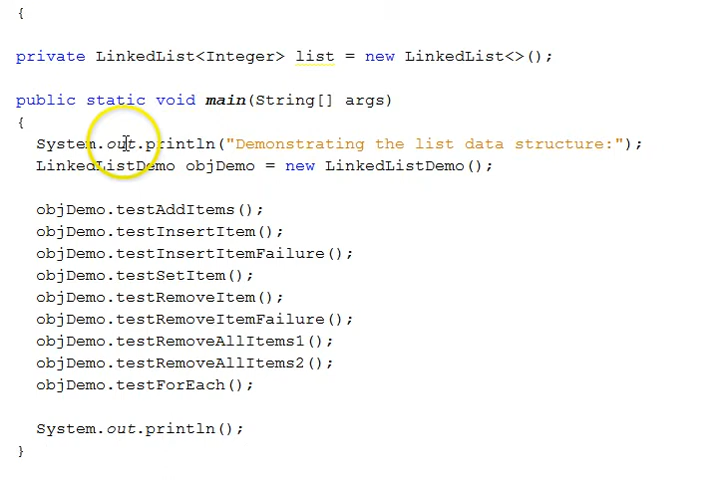 {
private LinkedList<Integer> list = new LinkedList<>();
public static void main(String[] args)
{
System.out.println("Demonstrating the list data structure:");
LinkedListDemo objDemo = new LinkedListDemo();
objDemo.testAddItems();
objDemo.testInsertItem();
objDemo.testInsertItemFailure();
objDemo.testSetItem();
objDemo.testRemoveItem();
objDemo.testRemoveItemFailure();
objDemo.testRemoveAllItems1();
objDemo.testRemoveAllItems2();
objDemo.testForEach();
System.out.println();
}